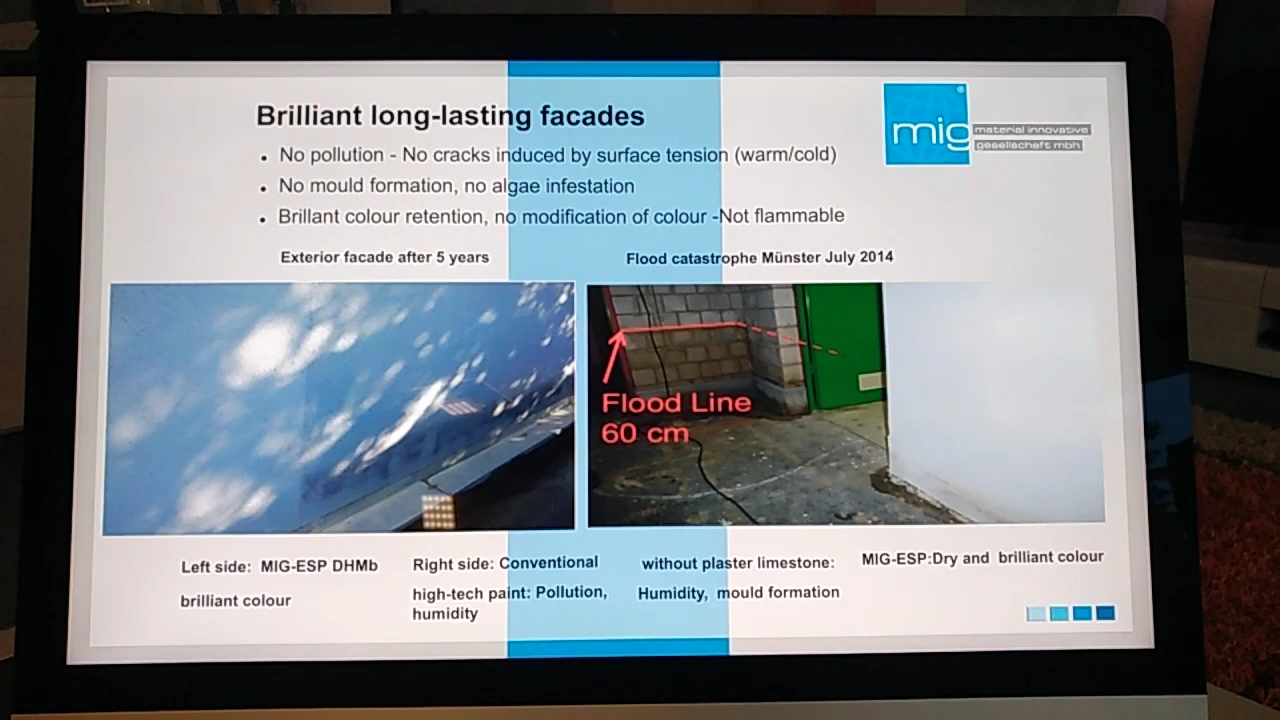 Brilliant long-lasting facades
mig®
material innovative
gesellschaft mbh
• No pollution - No cracks induced by surface tension (warm/cold)
• No mould formation, no algae infestation
• Brillant colour retention, no modification of colour -Not flammable
Exterior facade after 5 years
Flood catastrophe Münster July 2014
Flood Line
60 cm
Left side: MIG-ESP DHMb
brilliant colour
Right side: Conventional
high-tech paint: Pollution,
humidity
without plaster limestone:
Humidity, mould formation
MIG-ESP:Dry and brilliant colour